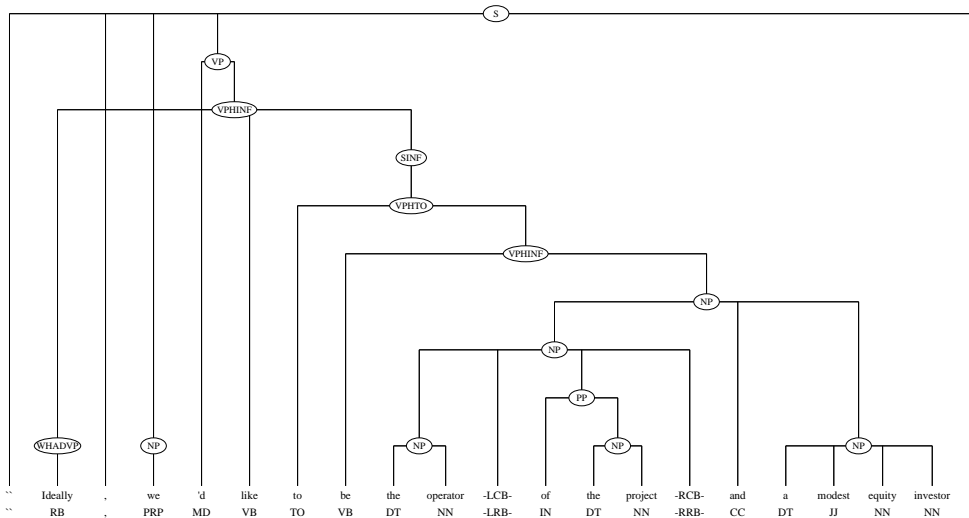 S
VP
VPHINF
SINF
VPHTO
VPHINF
NP
NP
PP
WHADVP NP NP NP NP
`` Ideally , we 'd like to be the operator -LCB- of the project -RCB- and a modest equity investor
`` RB , PRP MD VB TO VB DT NN -LRB- IN DT NN -RRB- CC DT JJ NN NN